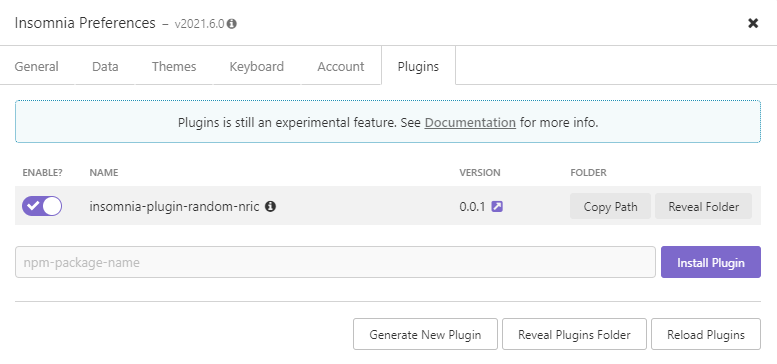 Insomnia Preferences – v2021.6.0
General Data Themes Keyboard Account Plugins
Plugins is still an experimental feature. See Documentation for more info.
ENABLE? NAME VERSION FOLDER
insomnia-plugin-random-nric 0.0.1 Copy Path Reveal Folder
npm-package-name Install Plugin
Generate New Plugin Reveal Plugins Folder Reload Plugins